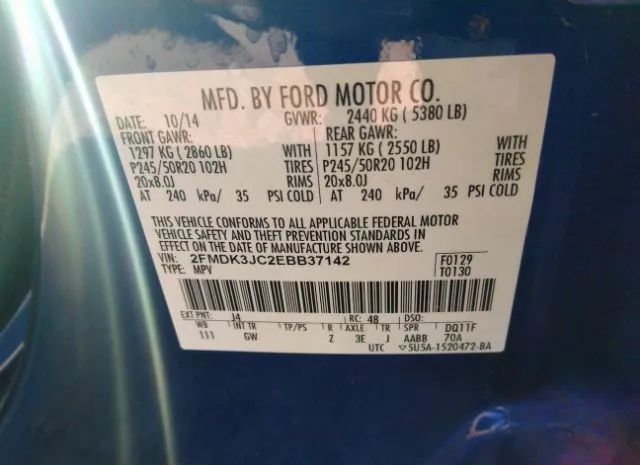 MFD. BY FORD MOTOR CO.
DATE: 10/14 GVWR: 2440 KG ( 5380 LB)
FRONT GAWR: REAR GAWR:
1297 KG ( 2860 LB) WITH 1157 KG ( 2550 LB) WITH
P245/50R20 102H TIRES P245/50R20 102H TIRES
20x8.0J RIMS 20x8.0J RIMS
AT 240 kPa/ 35 PSI COLD AT 240 kPa/ 35 PSI COLD
THIS VEHICLE CONFORMS TO ALL APPLICABLE FEDERAL MOTOR
VEHICLE SAFETY AND THEFT PREVENTION STANDARDS IN
EFFECT ON THE DATE OF MANUFACTURE SHOWN ABOVE.
VIN: 2FMDK3JC2EBB37142 F0129
TYPE: MPV T0130
EXT PNT: J4 RC: 48 DSO:
WB INT TR TP/PS R AXLE TR SPR DQ11F
111 GW Z 3E J AABB 70A
UTC 5U5A-1520472-BA